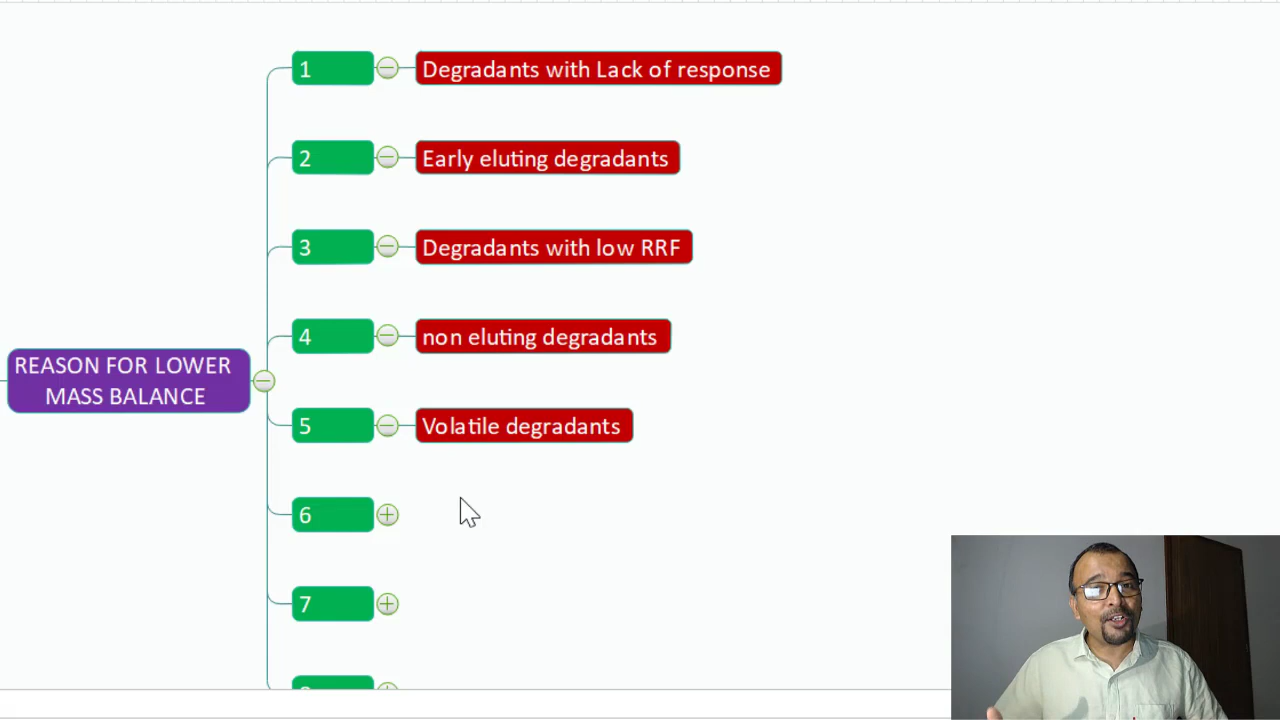 1
Degradants with Lack of response
2
Early eluting degradants
3
Degradants with low RRF
4
non eluting degradants
REASON FOR LOWER
MASS BALANCE
5
Volatile degradants
6
7